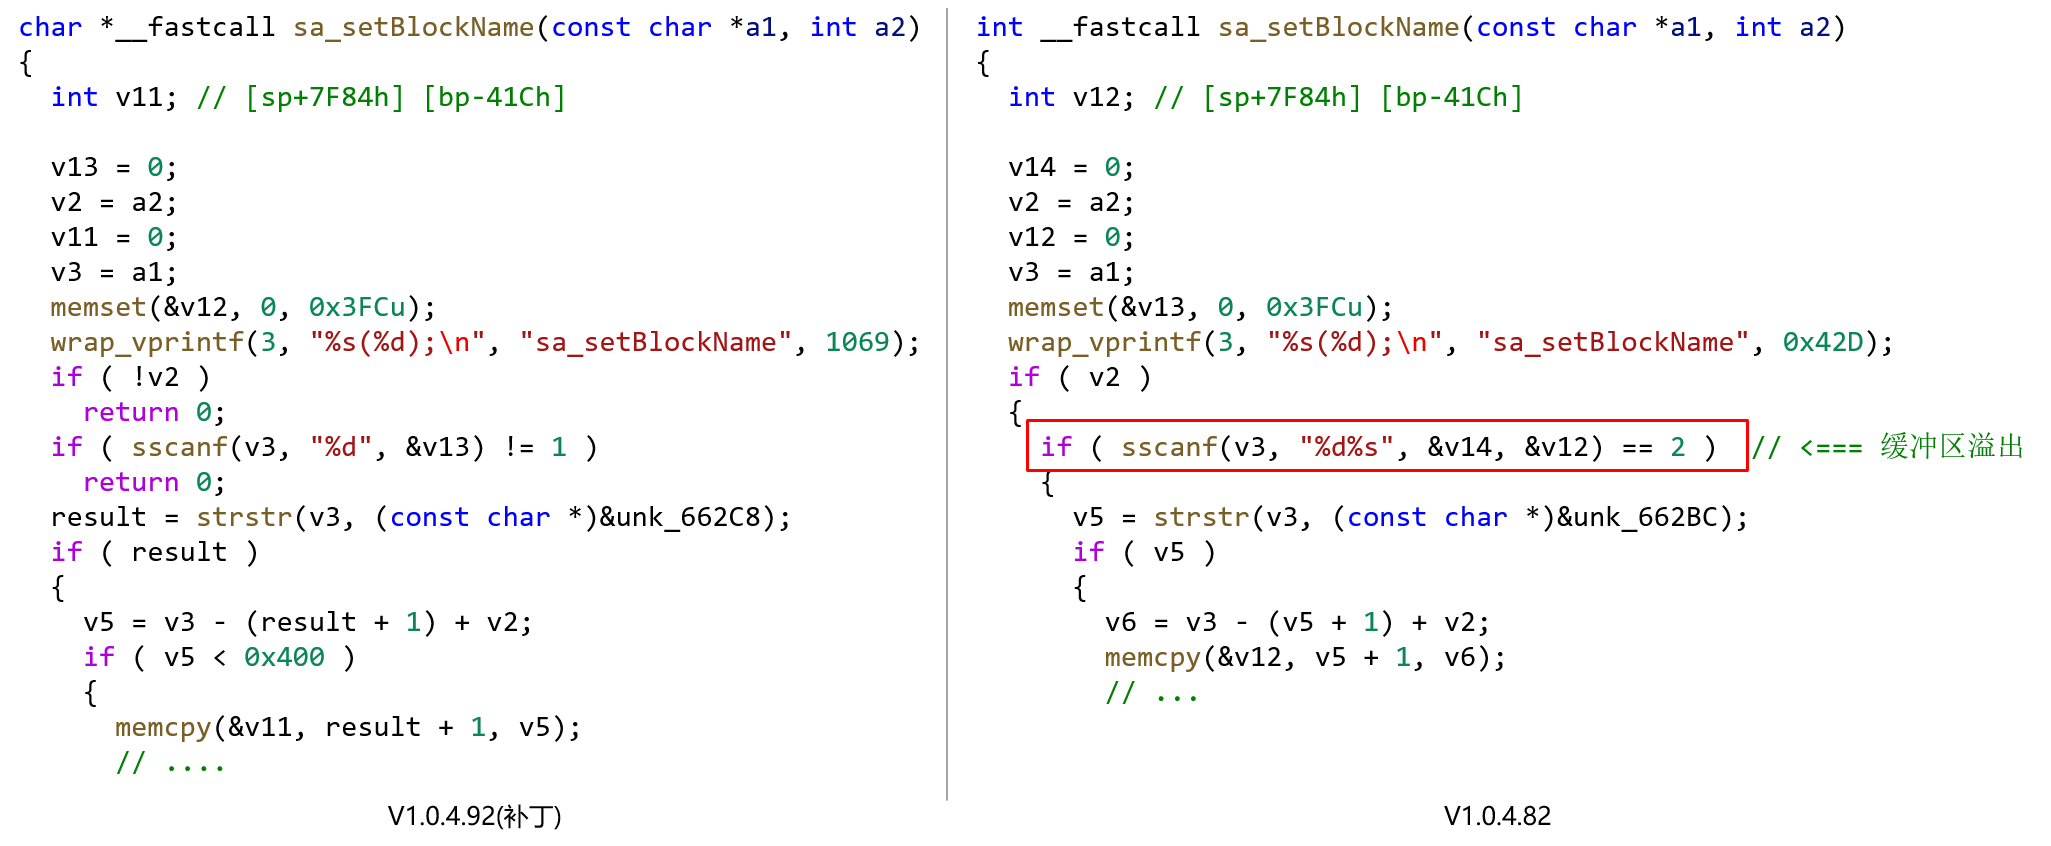 char *__fastcall sa_setBlockName(const char *a1, int a2)
{
int v11; // [sp+7F84h] [bp-41Ch]
v13 = 0;
v2 = a2;
v11 = 0;
v3 = a1;
memset(&v12, 0, 0x3FCu);
wrap_vprintf(3, "%s(%d);\n", "sa_setBlockName", 1069);
if ( !v2 )
return 0;
if ( sscanf(v3, "%d", &v13) != 1 )
return 0;
result = strstr(v3, (const char *)&unk_662C8);
if ( result )
{
v5 = v3 - (result + 1) + v2;
if ( v5 < 0x400 )
{
memcpy(&v11, result + 1, v5);
// ....
V1.0.4.92(补丁)
int __fastcall sa_setBlockName(const char *a1, int a2)
{
int v12; // [sp+7F84h] [bp-41Ch]
v14 = 0;
v2 = a2;
v12 = 0;
v3 = a1;
memset(&v13, 0, 0x3FCu);
wrap_vprintf(3, "%s(%d);\n", "sa_setBlockName", 0x42D);
if ( v2 )
{
if ( sscanf(v3, "%d%s", &v14, &v12) == 2 ) // <=== 缓冲区溢出
{
v5 = strstr(v3, (const char *)&unk_662BC);
if ( v5 )
{
v6 = v3 - (v5 + 1) + v2;
memcpy(&v12, v5 + 1, v6);
// ...
V1.0.4.82